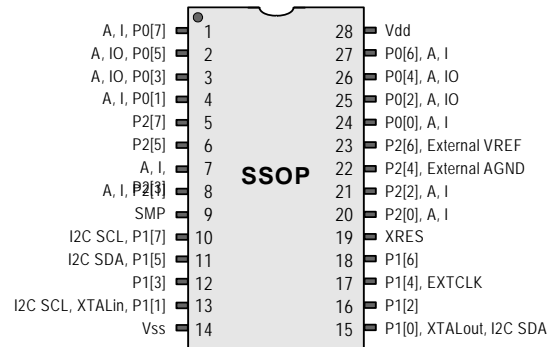 A, I, P0[7] 1 28 Vdd
A, IO, P0[5] 2 27 P0[6], A, I
A, IO, P0[3] 3 26 P0[4], A, IO
A, I, P0[1] 4 25 P0[2], A, IO
P2[7] 5 24 P0[0], A, I
P2[5] 6 23 P2[6], External VREF
A, I, P2[3] 7 22 P2[4], External AGND
SSOP
A, I, P2[1] 8 21 P2[2], A, I
SMP 9 20 P2[0], A, I
I2C SCL, P1[7] 10 19 XRES
I2C SDA, P1[5] 11 18 P1[6]
P1[3] 12 17 P1[4], EXTCLK
I2C SCL, XTALin, P1[1] 13 16 P1[2]
Vss 14 15 P1[0], XTALout, I2C SDA